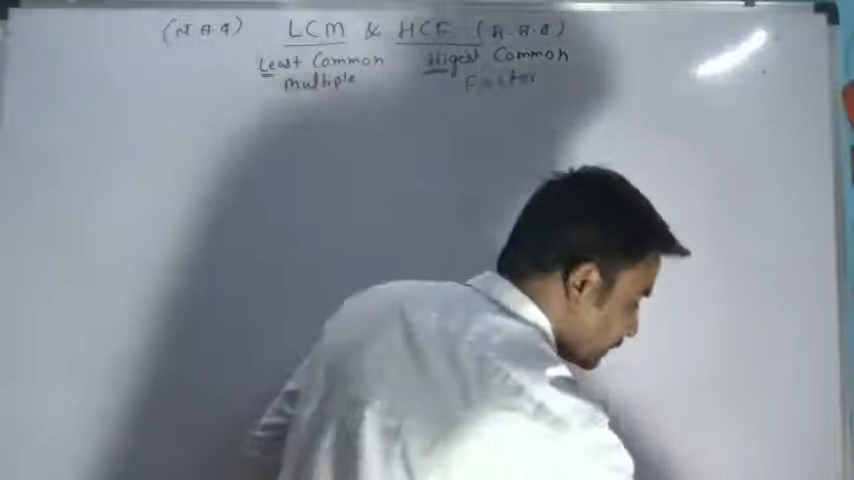 (ल.स.व) LCM & HCF (म.स.व.)
Least Common Higest Common
Multiple Factor